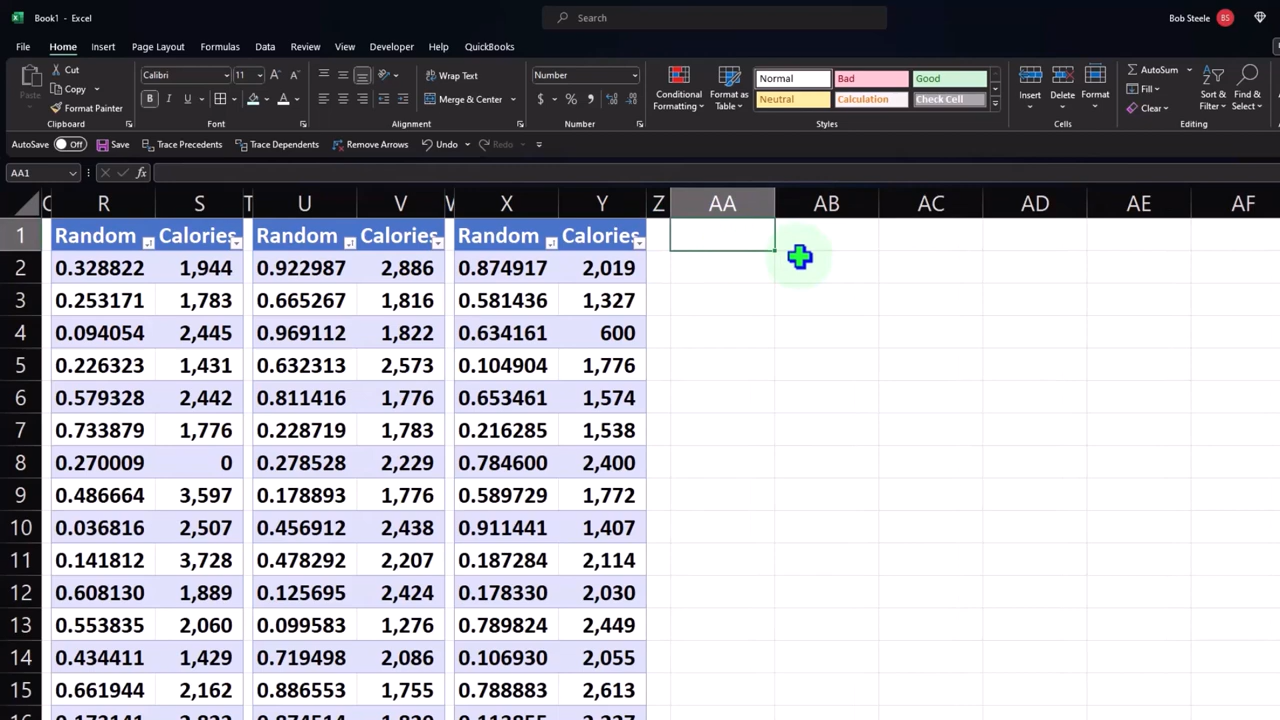 Book1 - Excel
Search
Bob Steele
BS
File Home Insert Page Layout Formulas Data Review View Developer Help QuickBooks
Paste
Cut
Copy
Format Painter
Clipboard
Calibri 11
B I U
Font
Wrap Text
Merge & Center
Alignment
Number
$ % ,
Number
Conditional Formatting
Format as Table
Normal Bad Good
Neutral Calculation Check Cell
Styles
Insert Delete Format
Cells
AutoSum
Fill
Clear
Sort & Filter
Find & Select
Editing
AutoSave Off Save Trace Precedents Trace Dependents Remove Arrows Undo Redo
AA1 fx
R S T U V W X Y Z AA AB AC AD AE AF
1 Random Calories Random Calories Random Calories
2 0.328822 1,944 0.922987 2,886 0.874917 2,019
3 0.253171 1,783 0.665267 1,816 0.581436 1,327
4 0.094054 2,445 0.969112 1,822 0.634161 600
5 0.226323 1,431 0.632313 2,573 0.104904 1,776
6 0.579328 2,442 0.811416 1,776 0.653461 1,574
7 0.733879 1,776 0.228719 1,783 0.216285 1,538
8 0.270009 0 0.278528 2,229 0.784600 2,400
9 0.486664 3,597 0.178893 1,776 0.589729 1,772
10 0.036816 2,507 0.456912 2,438 0.911441 1,407
11 0.141812 3,728 0.478292 2,207 0.187284 2,114
12 0.608130 1,889 0.125695 2,424 0.178330 2,030
13 0.553835 2,060 0.099583 1,276 0.789824 2,449
14 0.434411 1,429 0.719498 2,086 0.106930 2,055
15 0.661944 2,162 0.886553 1,755 0.788883 2,613